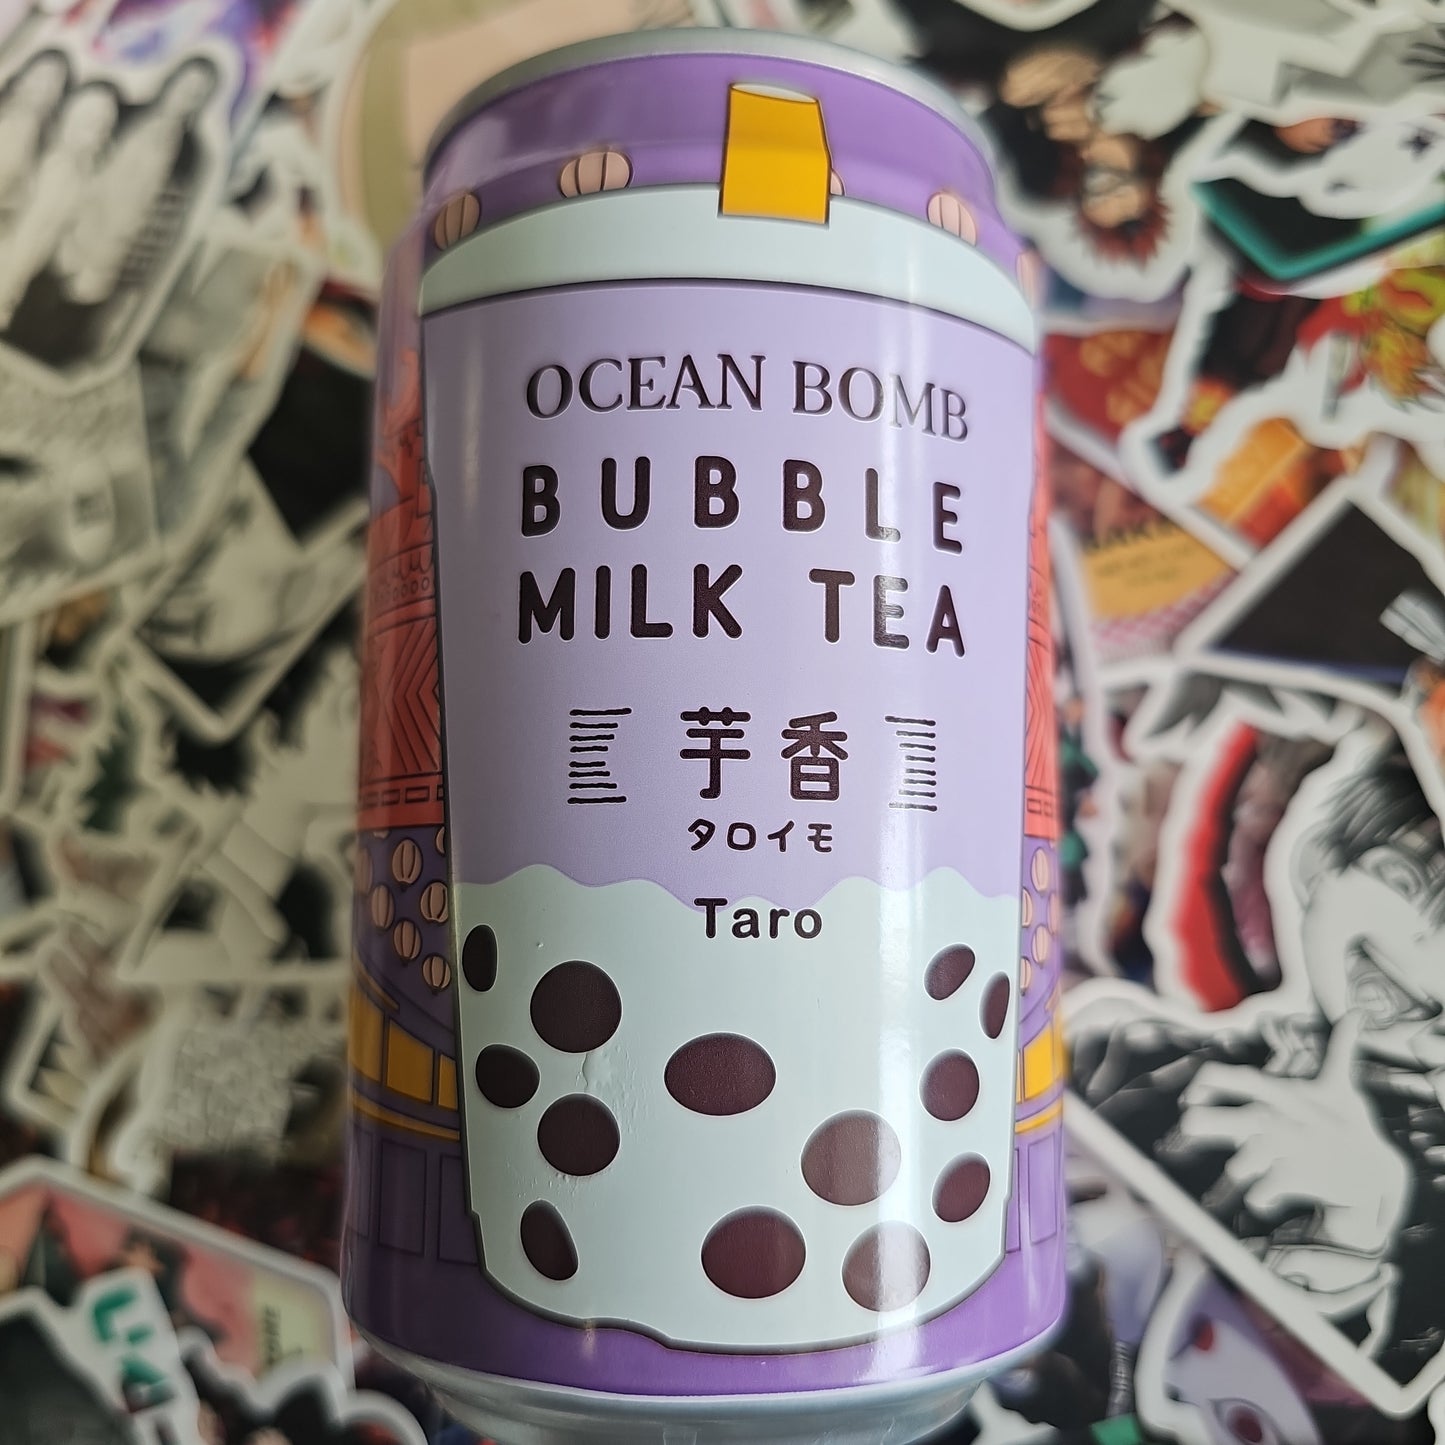 OCEAN BOMB
BUBBLE
MILK TEA
芋香
タロイモ
Taro